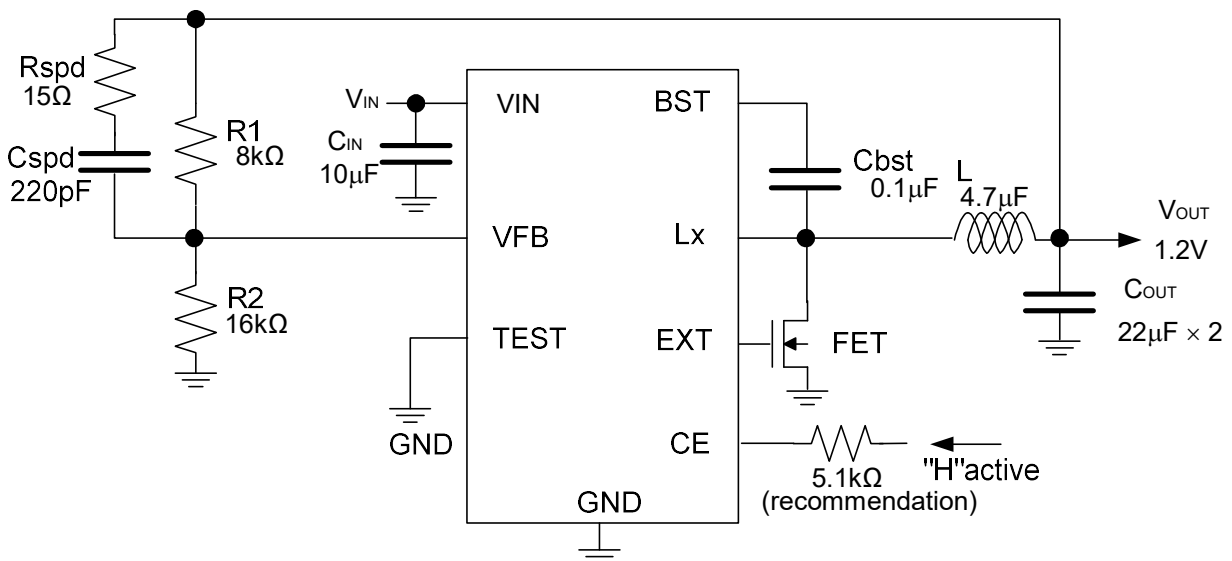 Rspd
15Ω
Cspd
220pF
R1
8kΩ
R2
16kΩ
VIN
CIN
10μF
VIN
BST
VFB
Lx
TEST
EXT
CE
GND
GND
Cbst
0.1μF
L
4.7μF
VOUT
1.2V
COUT
22μF × 2
FET
5.1kΩ
(recommendation)
"H"active